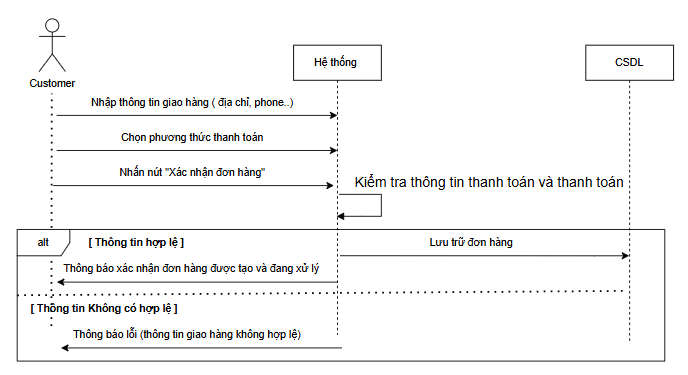 Customer
Hệ thống
CSDL
Nhập thông tin giao hàng ( địa chỉ, phone..)
Chọn phương thức thanh toán
Nhấn nút "Xác nhận đơn hàng"
Kiểm tra thông tin thanh toán và thanh toán
alt
[ Thông tin hợp lệ ]
Lưu trữ đơn hàng
Thông báo xác nhận đơn hàng được tạo và đang xử lý
[ Thông tin Không có hợp lệ ]
Thông báo lỗi (thông tin giao hàng không hợp lệ)